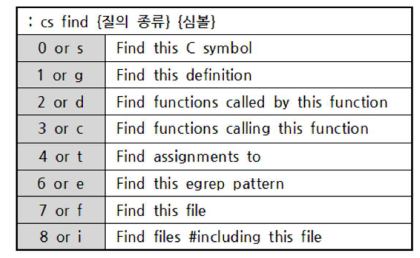 : cs find {질의 종류} {심볼}
0 or s Find this C symbol
1 or g Find this definition
2 or d Find functions called by this function
3 or c Find functions calling this function
4 or t Find assignments to
6 or e Find this egrep pattern
7 or f Find this file
8 or i Find files #including this file